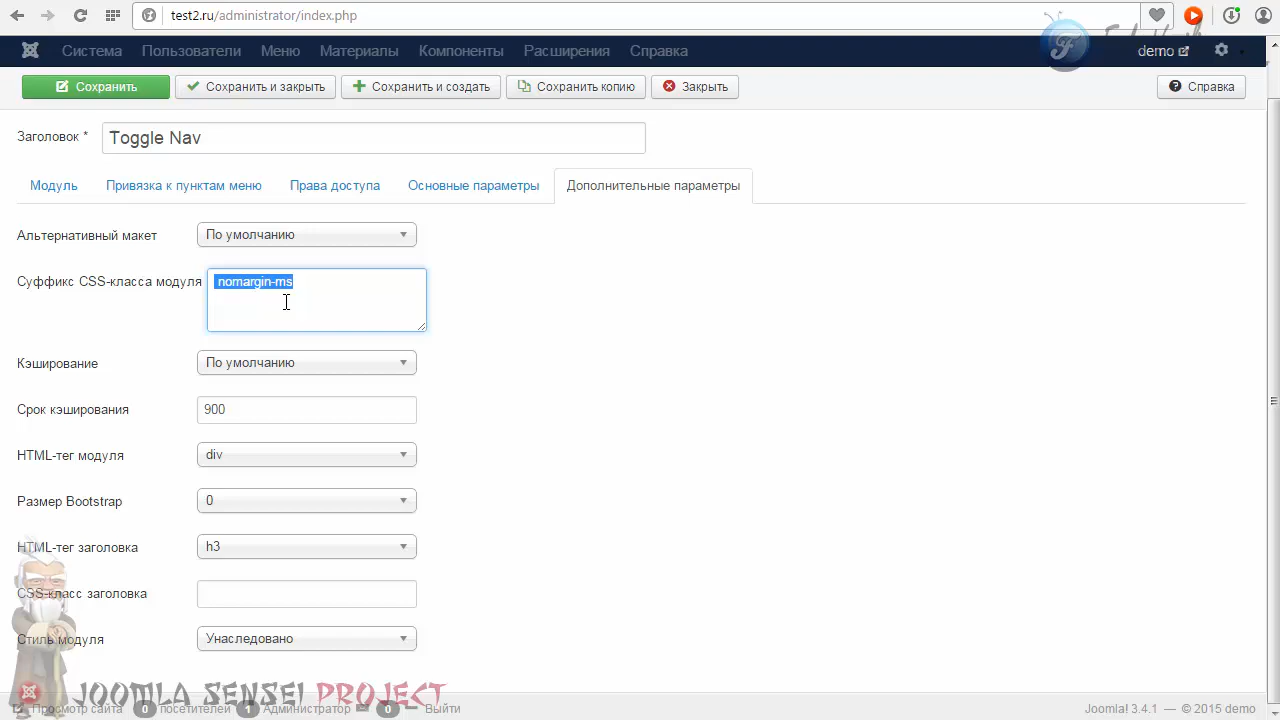 test2.ru/administrator/index.php
Система Пользователи Меню Материалы Компоненты Расширения Справка demo
Сохранить Сохранить и закрыть Сохранить и создать Сохранить копию Закрыть Справка
Заголовок * Toggle Nav
Модуль Привязка к пунктам меню Права доступа Основные параметры Дополнительные параметры
Альтернативный макет По умолчанию
Суффикс CSS-класса модуля nomargin-ms
Кэширование По умолчанию
Срок кэширования 900
HTML-тег модуля div
Размер Bootstrap 0
HTML-тег заголовка h3
CSS-класс заголовка
Стиль модуля Унаследовано
JOOMLA SENSEI PROJECT
Просмотр сайта 0 посетителей 1 Администратор 0 Выйти Joomla! 3.4.1 — © 2015 demo